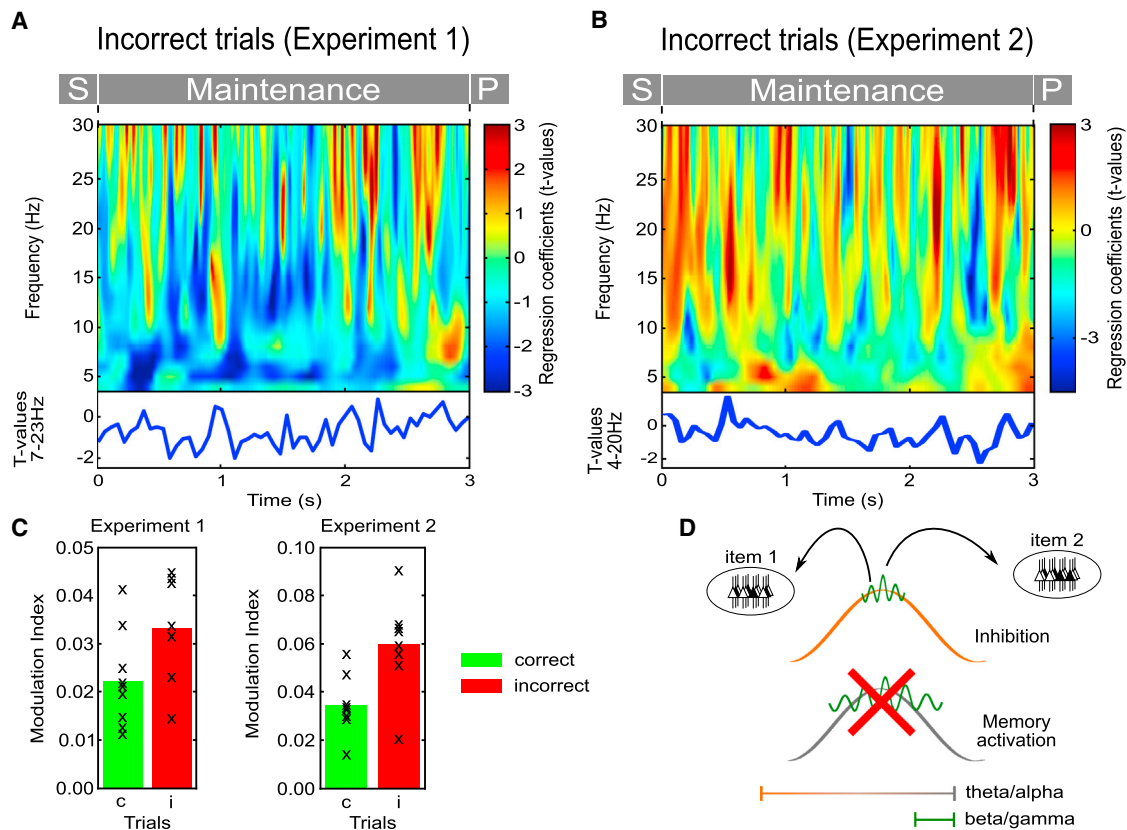 A
Incorrect trials (Experiment 1)
S Maintenance P
30
25
20
15
10
5
Frequency (Hz)
3
2
1
0
-1
-2
-3
Regression coefficients (t-values)
0
-2
T-values
7-23Hz
0 1 2 3
Time (s)
B
Incorrect trials (Experiment 2)
S Maintenance P
30
25
20
15
10
5
Frequency (Hz)
3
0
-3
Regression coefficients (t-values)
0
-2
T-values
4-20Hz
0 1 2 3
Time (s)
C
Experiment 1
0.05
0.04
0.03
0.02
0.01
0.00
Modulation Index
c i
Trials
Experiment 2
0.10
0.08
0.06
0.04
0.02
0.00
Modulation Index
c i
Trials
correct
incorrect
D
item 1
item 2
Inhibition
Memory
activation
theta/alpha
beta/gamma